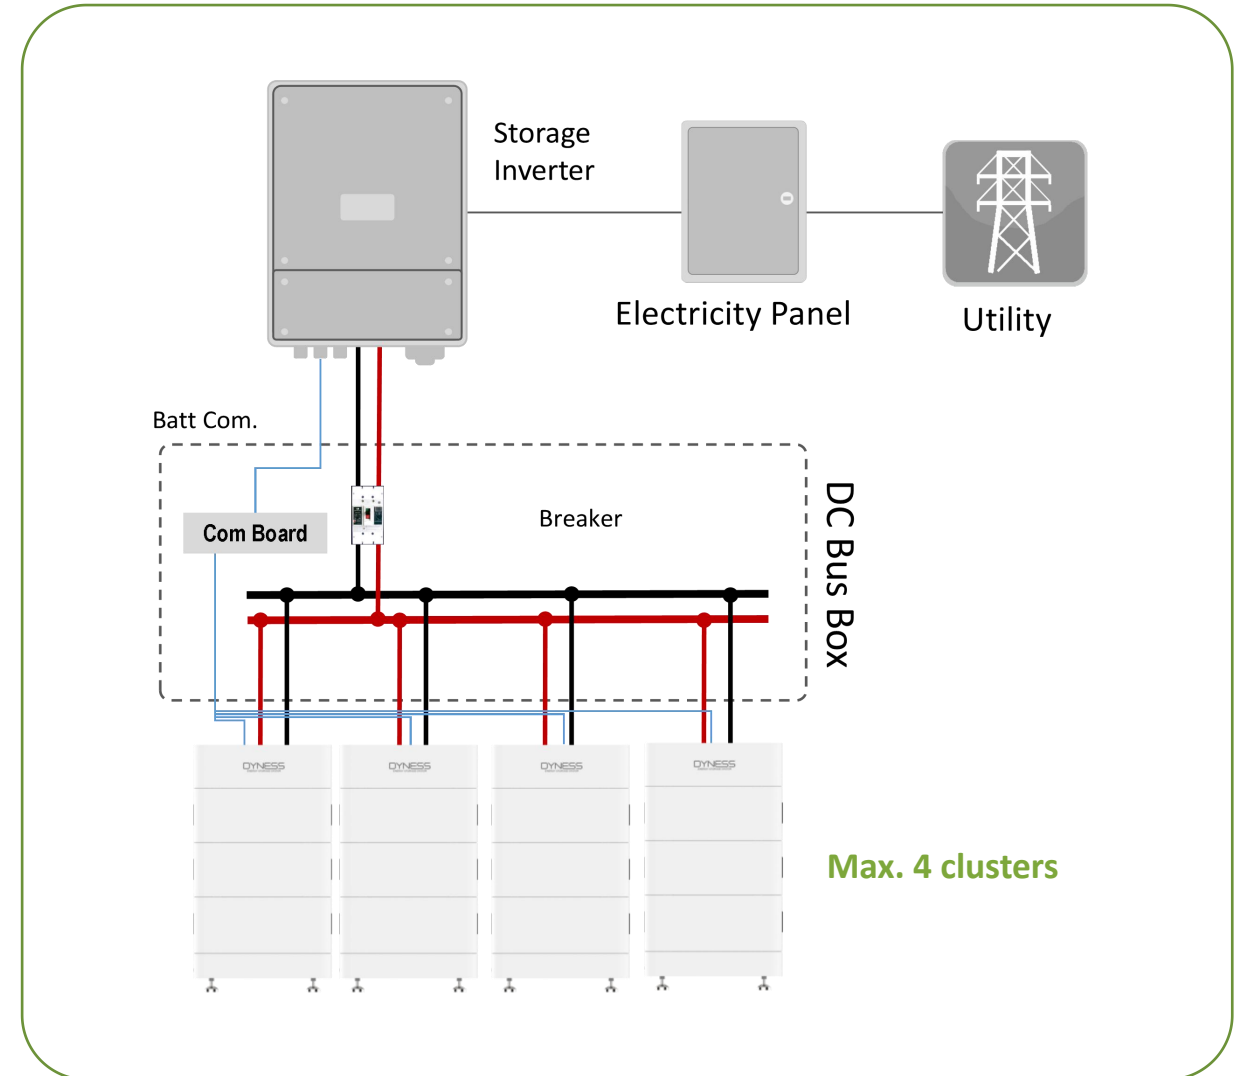 Storage
Inverter
Electricity Panel
Utility
Batt Com.
Com Board
Breaker
DC Bus Box
DYNESS
DYNESS
DYNESS
DYNESS
Max. 4 clusters